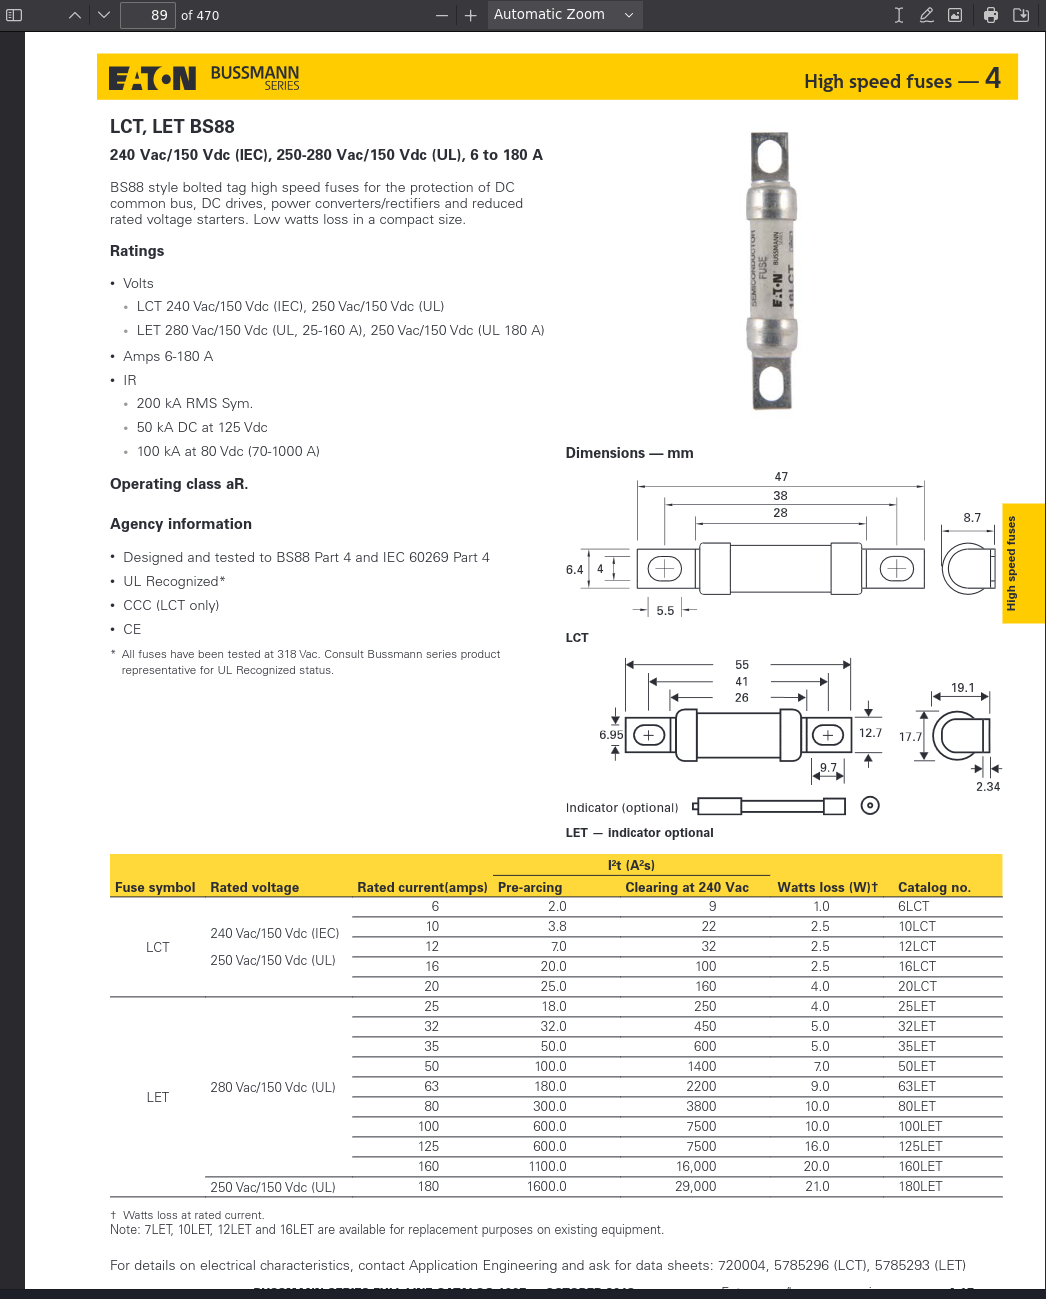 89 of 470
Automatic Zoom
EATON BUSSMANN SERIES
High speed fuses — 4
LCT, LET BS88
240 Vac/150 Vdc (IEC), 250-280 Vac/150 Vdc (UL), 6 to 180 A
BS88 style bolted tag high speed fuses for the protection of DC
common bus, DC drives, power converters/rectifiers and reduced
rated voltage starters. Low watts loss in a compact size.
Ratings
• Volts
• LCT 240 Vac/150 Vdc (IEC), 250 Vac/150 Vdc (UL)
• LET 280 Vac/150 Vdc (UL, 25-160 A), 250 Vac/150 Vdc (UL 180 A)
• Amps 6-180 A
• IR
• 200 kA RMS Sym.
• 50 kA DC at 125 Vdc
• 100 kA at 80 Vdc (70-1000 A)
Operating class aR.
Agency information
• Designed and tested to BS88 Part 4 and IEC 60269 Part 4
• UL Recognized*
• CCC (LCT only)
• CE
* All fuses have been tested at 318 Vac. Consult Bussmann series product
representative for UL Recognized status.
SEMICONDUCTOR
FUSE
EATON BUSSMANN
Dimensions — mm
47
38
28
8.7
6.4
4
5.5
LCT
55
41
26
19.1
6.95
12.7
17.7
9.7
2.34
Indicator (optional)
LET — indicator optional
High speed fuses
I²t (A²s)
Fuse symbol Rated voltage Rated current(amps) Pre-arcing Clearing at 240 Vac Watts loss (W)† Catalog no.
LCT
240 Vac/150 Vdc (IEC)
250 Vac/150 Vdc (UL)
6 2.0 9 1.0 6LCT
10 3.8 22 2.5 10LCT
12 7.0 32 2.5 12LCT
16 20.0 100 2.5 16LCT
20 25.0 160 4.0 20LCT
LET
280 Vac/150 Vdc (UL)
25 18.0 250 4.0 25LET
32 32.0 450 5.0 32LET
35 50.0 600 5.0 35LET
50 100.0 1400 7.0 50LET
63 180.0 2200 9.0 63LET
80 300.0 3800 10.0 80LET
100 600.0 7500 10.0 100LET
125 600.0 7500 16.0 125LET
160 1100.0 16,000 20.0 160LET
250 Vac/150 Vdc (UL) 180 1600.0 29,000 21.0 180LET
† Watts loss at rated current.
Note: 7LET, 10LET, 12LET and 16LET are available for replacement purposes on existing equipment.
For details on electrical characteristics, contact Application Engineering and ask for data sheets: 720004, 5785296 (LCT), 5785293 (LET)